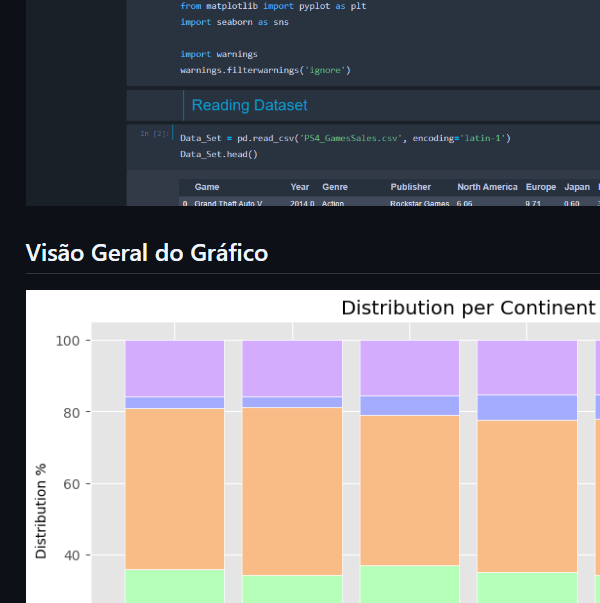 from matplotlib import pyplot as plt
import seaborn as sns
import warnings
warnings.filterwarnings('ignore')
Reading Dataset
In [2]:
Data_Set = pd.read_csv('PS4_GamesSales.csv', encoding='latin-1')
Data_Set.head()
Game Year Genre Publisher North America Europe Japan
0 Grand Theft Auto V 2014.0 Action Rockstar Games 6.06 9.71 0.60
Visão Geral do Gráfico
Distribution per Continent
100
80
60
40
Distribution %